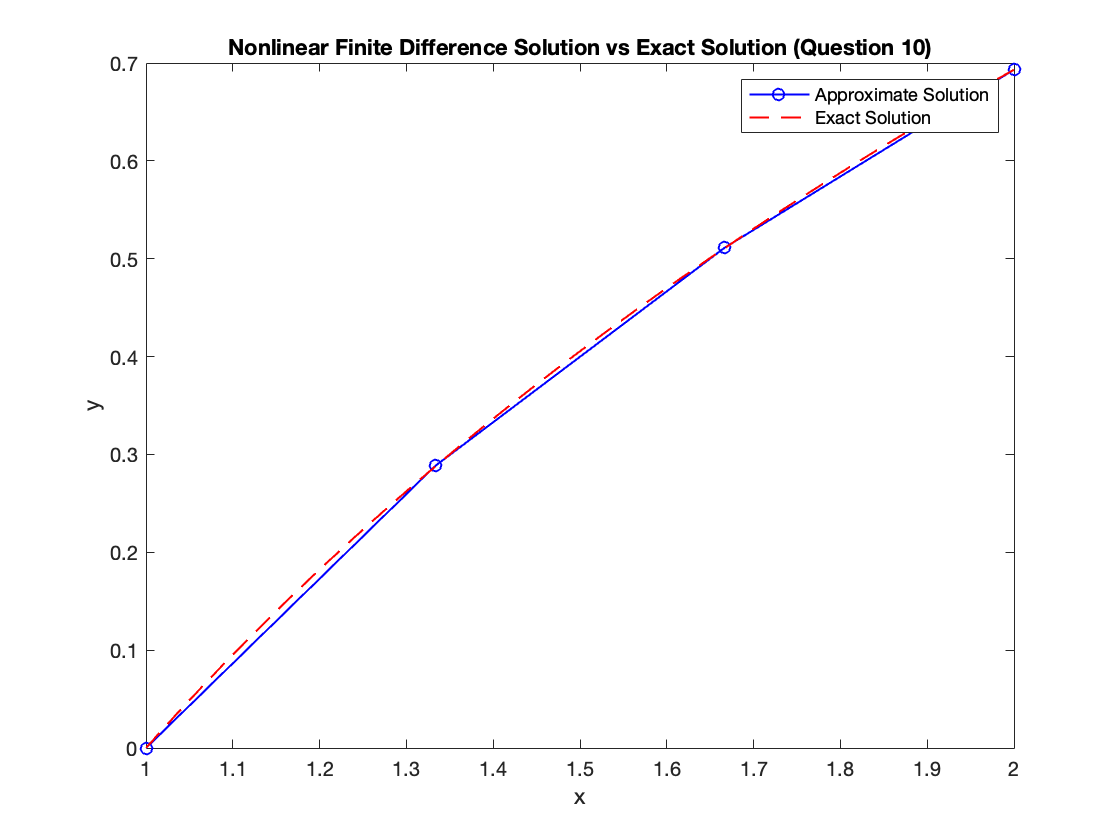 Nonlinear Finite Difference Solution vs Exact Solution (Question 10)
Approximate Solution
Exact Solution
0.7
0.6
0.5
0.4
0.3
0.2
0.1
0
y
1 1.1 1.2 1.3 1.4 1.5 1.6 1.7 1.8 1.9 2
x